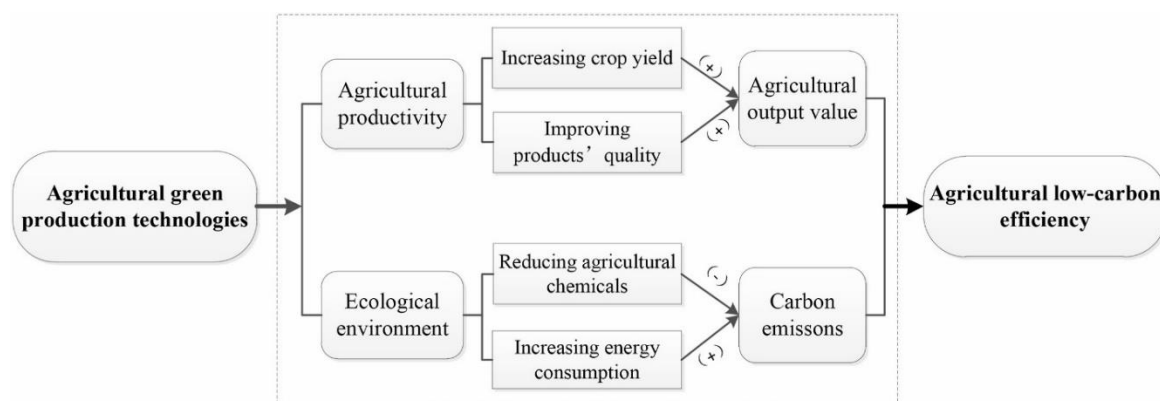 Agricultural green
production technologies
Agricultural
productivity
Increasing crop yield
Improving
products’ quality
(+)
(+)
Agricultural
output value
Ecological
environment
Reducing agricultural
chemicals
Increasing energy
consumption
(-)
(+)
Carbon
emissons
Agricultural low-carbon
efficiency